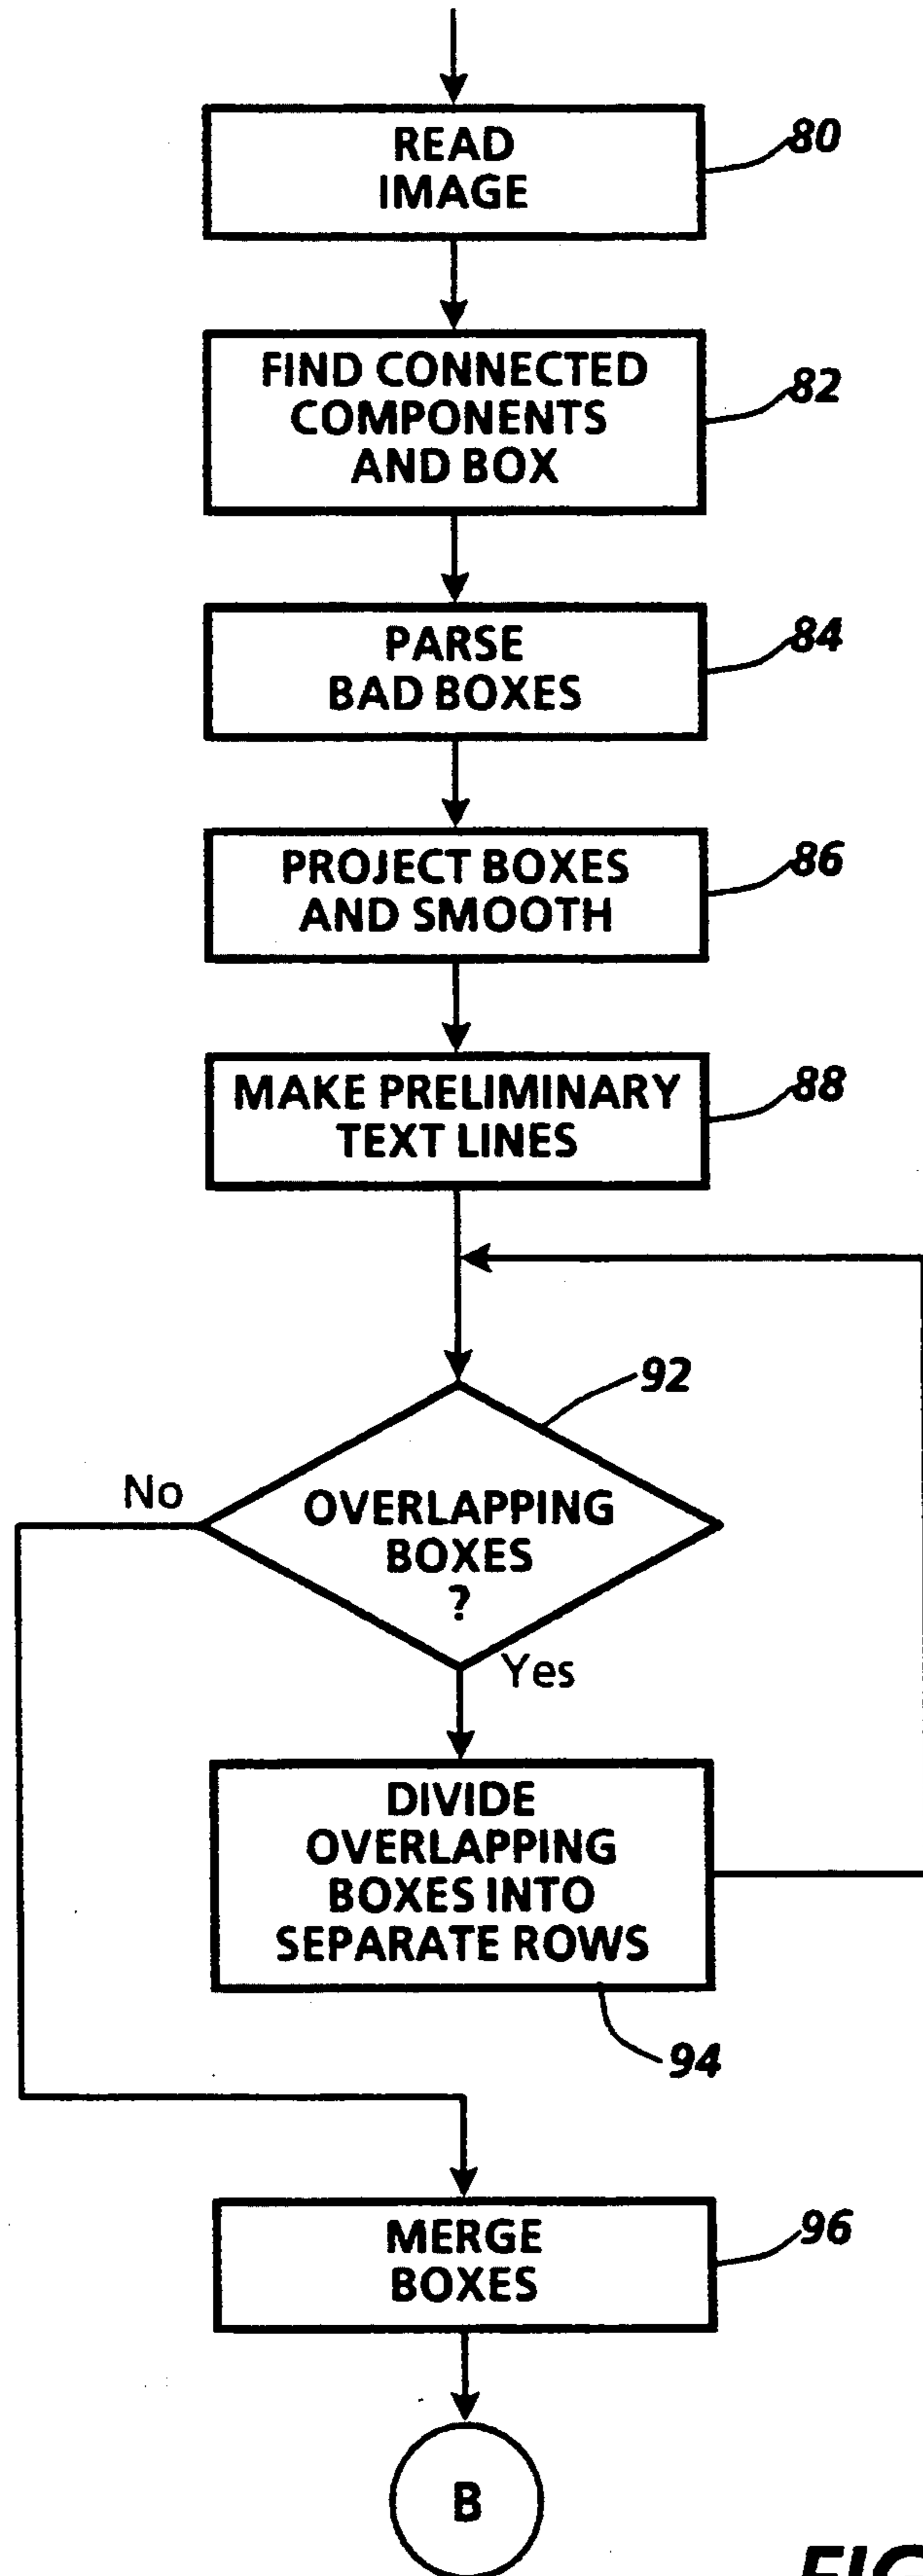 READ
IMAGE
80
FIND CONNECTED
COMPONENTS
AND BOX
82
PARSE
BAD BOXES
84
PROJECT BOXES
AND SMOOTH
86
MAKE PRELIMINARY
TEXT LINES
88
92
No
OVERLAPPING
BOXES
?
Yes
DIVIDE
OVERLAPPING
BOXES INTO
SEPARATE ROWS
94
MERGE
BOXES
96
B